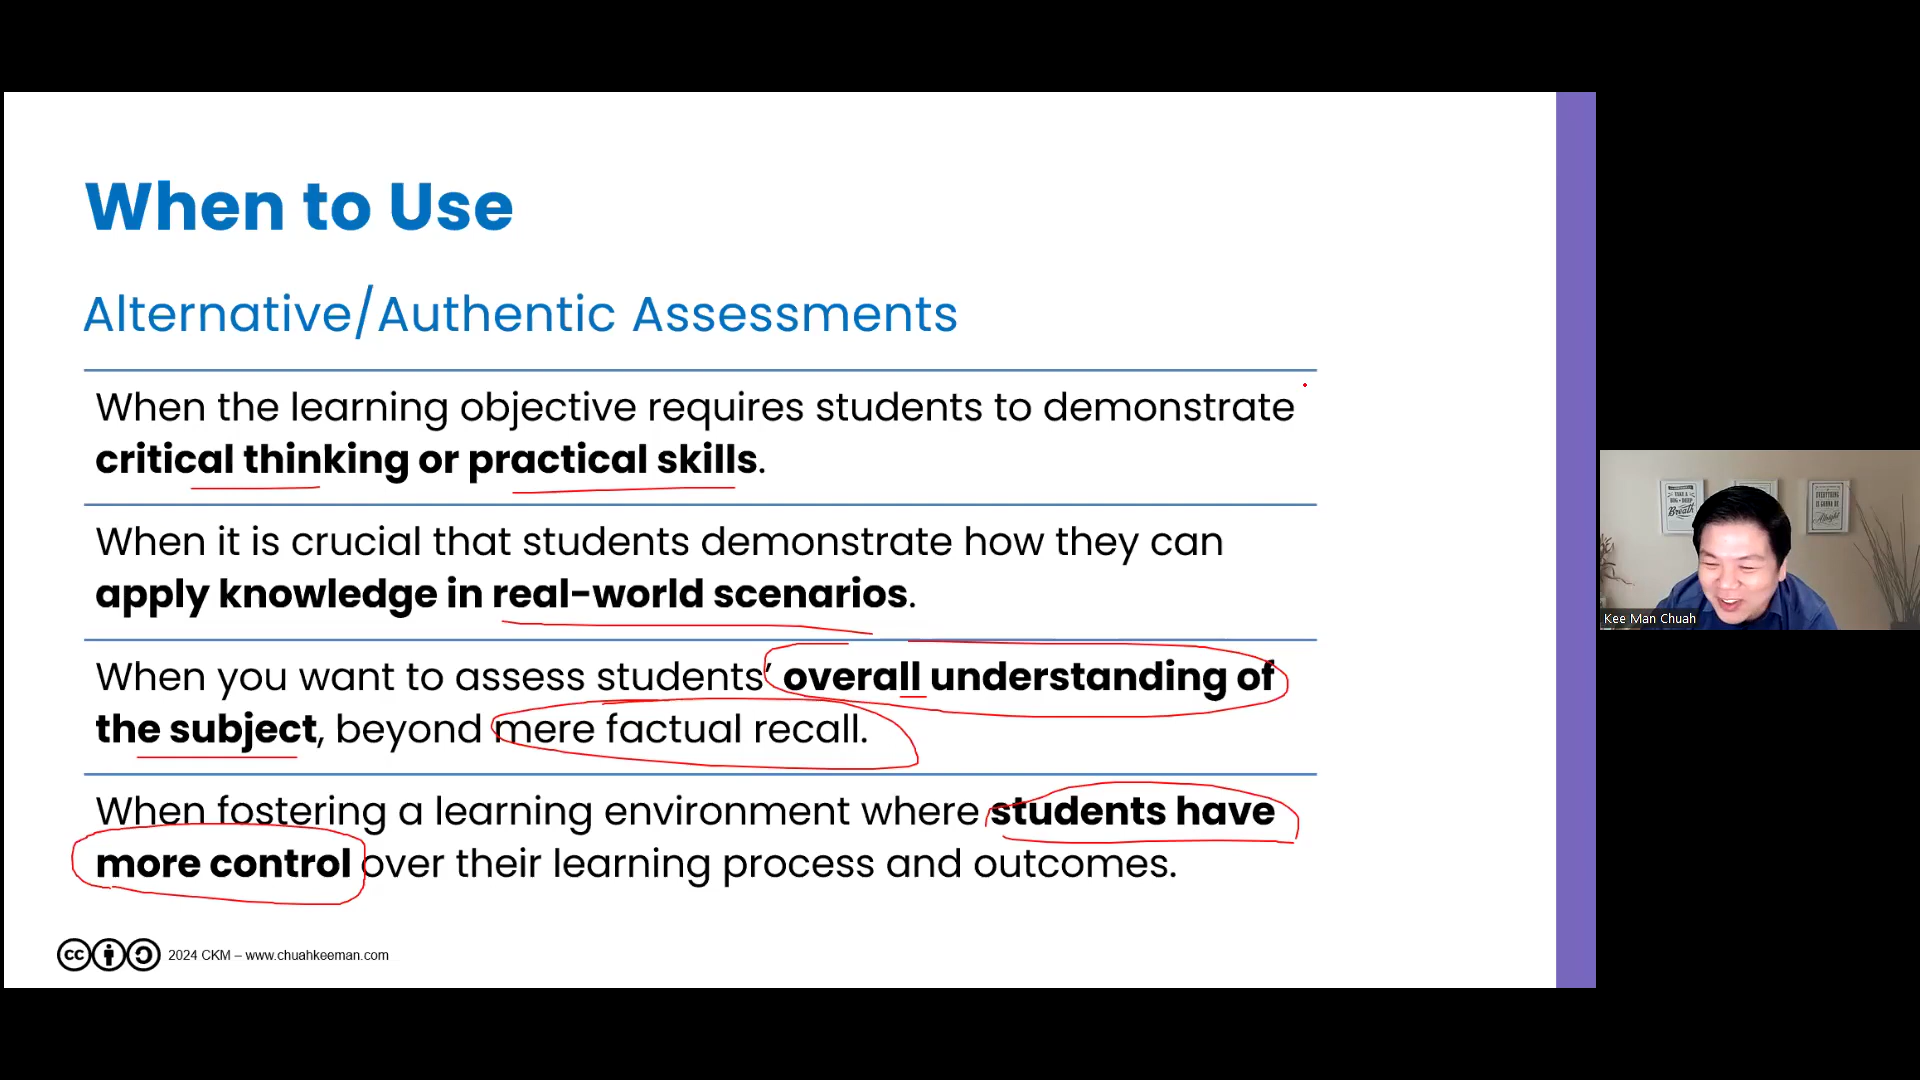 When to Use
Alternative/Authentic Assessments
When the learning objective requires students to demonstrate
critical thinking or practical skills.
When it is crucial that students demonstrate how they can
apply knowledge in real-world scenarios.
When you want to assess students’ overall understanding of
the subject, beyond mere factual recall.
When fostering a learning environment where students have
more control over their learning process and outcomes.
cc
2024 CKM – www.chuahkeeman.com
Breath
Alright
Kee Man Chuah